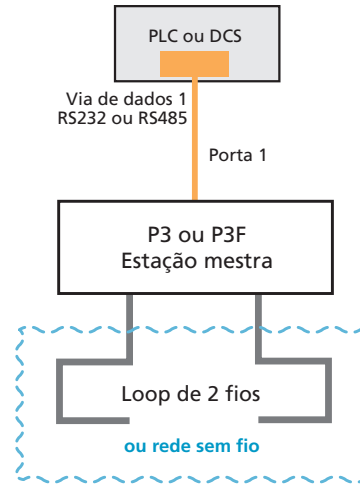 PLC ou DCS
Via de dados 1
RS232 ou RS485
Porta 1
P3 ou P3F
Estação mestra
Loop de 2 fios
ou rede sem fio